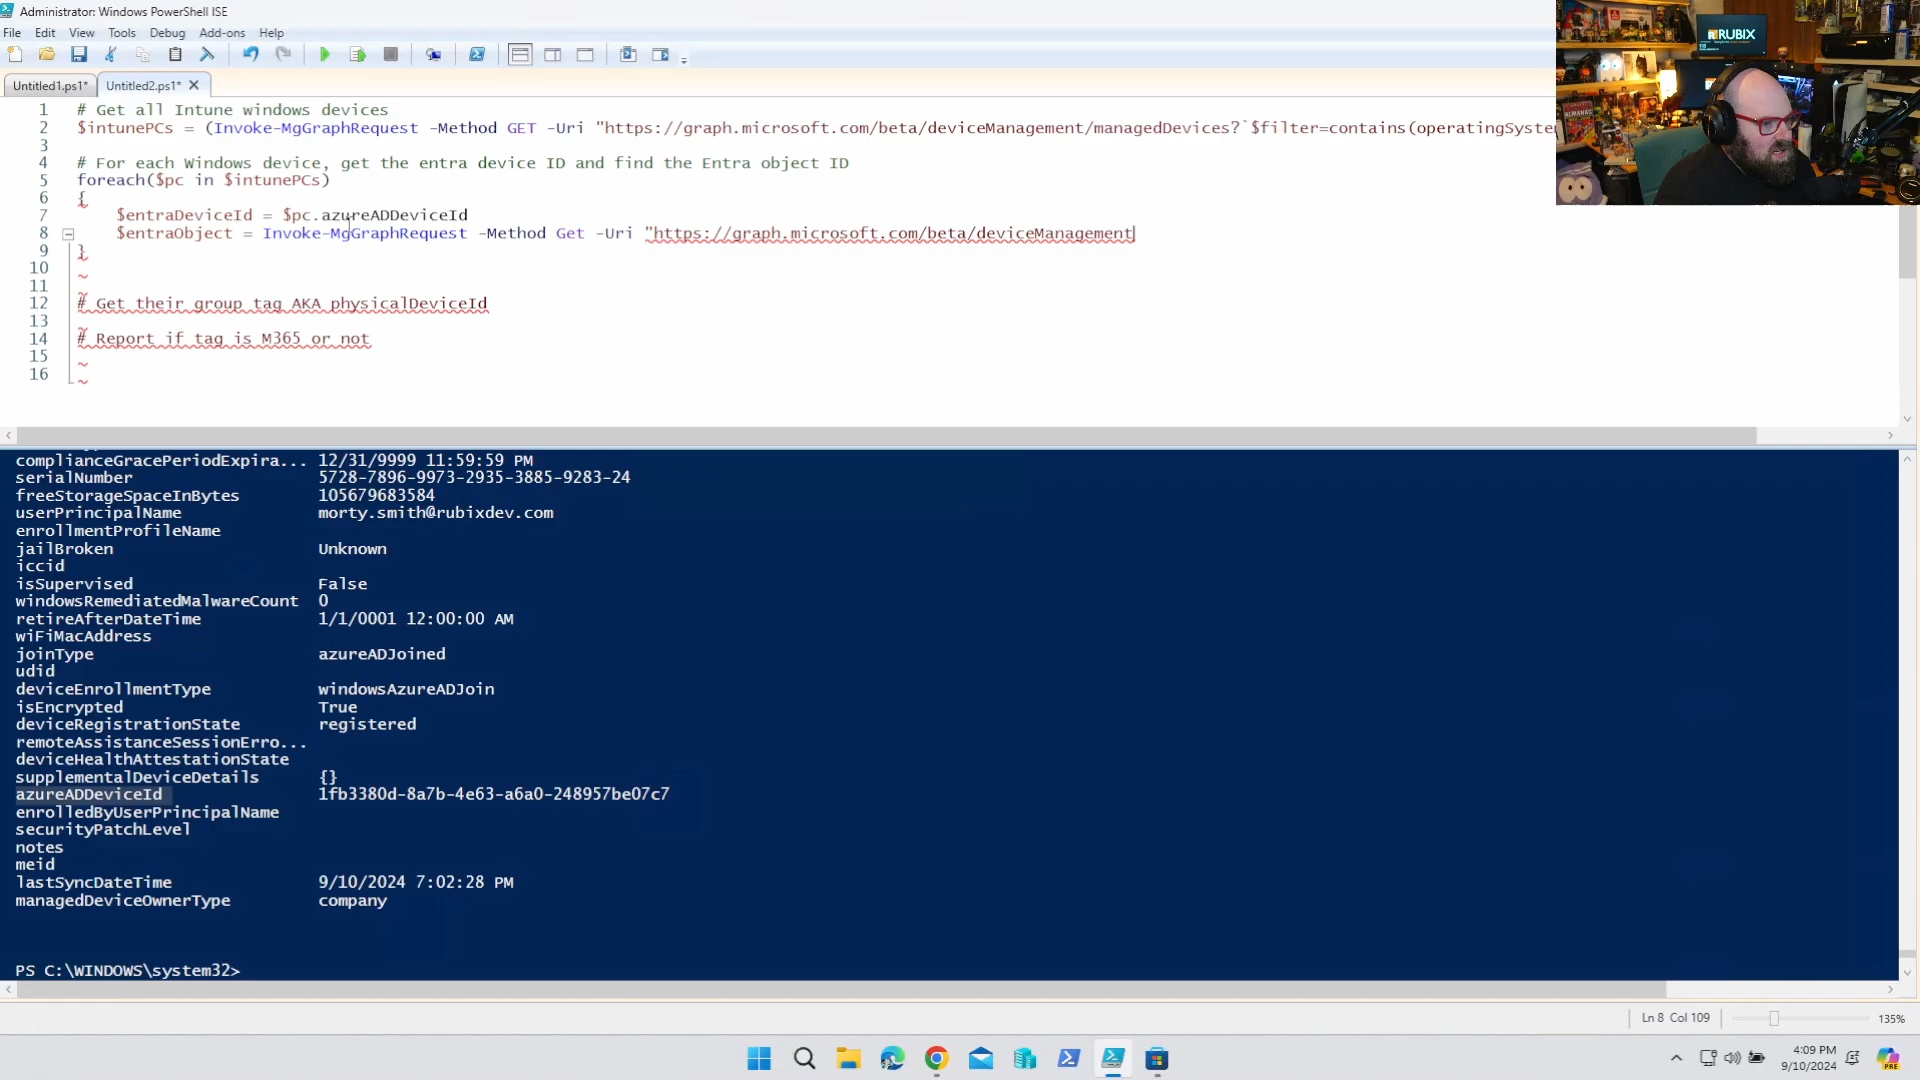 Administrator: Windows PowerShell ISE
File Edit View Tools Debug Add-ons Help
Untitled1.ps1* Untitled2.ps1*
1 # Get all Intune windows devices
2 $intunePCs = (Invoke-MgGraphRequest -Method GET -Uri "https://graph.microsoft.com/beta/deviceManagement/managedDevices?`$filter=contains(operatingSystem
3
4 # For each Windows device, get the entra device ID and find the Entra object ID
5 foreach($pc in $intunePCs)
6 {
7 $entraDeviceId = $pc.azureADDeviceId
8 $entraObject = Invoke-MgGraphRequest -Method Get -Uri "https://graph.microsoft.com/beta/deviceManagement
9 }
10
11
12 # Get their group tag AKA physicalDeviceId
13
14 # Report if tag is M365 or not
15
16
complianceGracePeriodExpira... 12/31/9999 11:59:59 PM
serialNumber 5728-7896-9973-2935-3885-9283-24
freeStorageSpaceInBytes 105679683584
userPrincipalName morty.smith@rubixdev.com
enrollmentProfileName
jailBroken Unknown
iccid
isSupervised False
windowsRemediatedMalwareCount 0
retireAfterDateTime 1/1/0001 12:00:00 AM
wiFiMacAddress
joinType azureADJoined
udid
deviceEnrollmentType windowsAzureADJoin
isEncrypted True
deviceRegistrationState registered
remoteAssistanceSessionErro...
deviceHealthAttestationState
supplementalDeviceDetails {}
azureADDeviceId 1fb3380d-8a7b-4e63-a6a0-248957be07c7
enrolledByUserPrincipalName
securityPatchLevel
notes
meid
lastSyncDateTime 9/10/2024 7:02:28 PM
managedDeviceOwnerType company
PS C:\WINDOWS\system32>
Ln 8 Col 109 135%
4:09 PM
9/10/2024
RUBIX